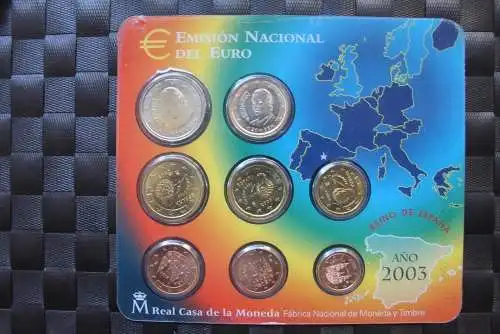 € EMISIÓN NACIONAL
DEL EURO
REINO DE ESPAÑA
AÑO
2003
M Real Casa de la Moneda Fábrica Nacional de Moneda y Timbre